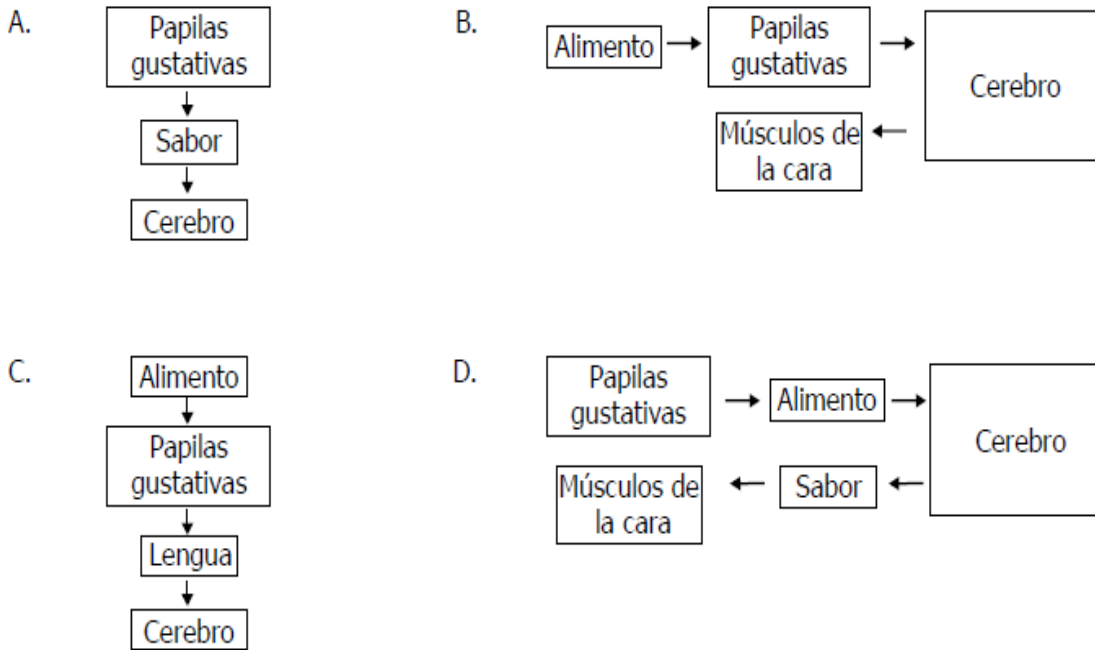 A.
Papilas
gustativas
Sabor
Cerebro
B.
Alimento
Papilas
gustativas
Cerebro
Músculos de
la cara
C.
Alimento
Papilas
gustativas
Lengua
Cerebro
D.
Papilas
gustativas
Alimento
Cerebro
Sabor
Músculos de
la cara